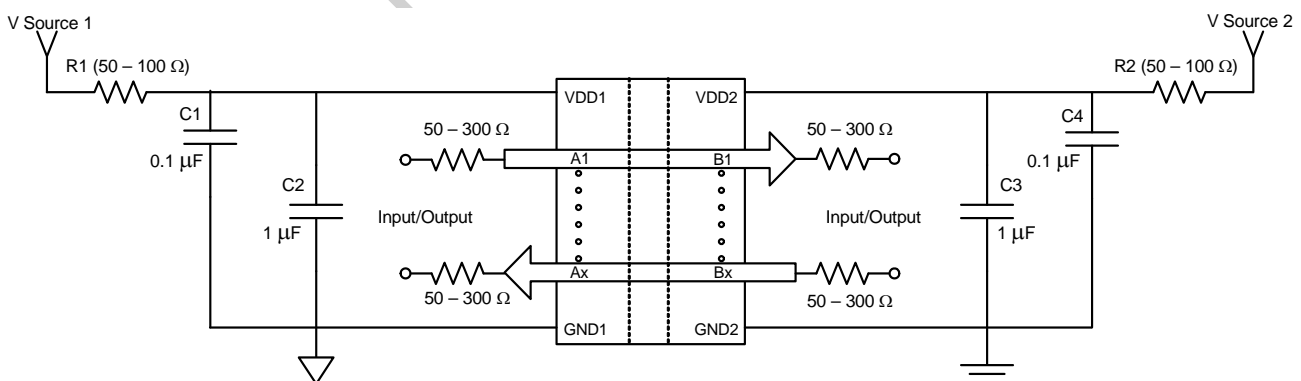 V Source 1
V Source 2
R1 (50 – 100 Ω)
R2 (50 – 100 Ω)
C1
VDD1
VDD2
C4
50 – 300 Ω
50 – 300 Ω
0.1 μF
A1
B1
0.1 μF
C2
C3
Input/Output
Input/Output
1 μF
1 μF
Ax
Bx
50 – 300 Ω
50 – 300 Ω
GND1
GND2